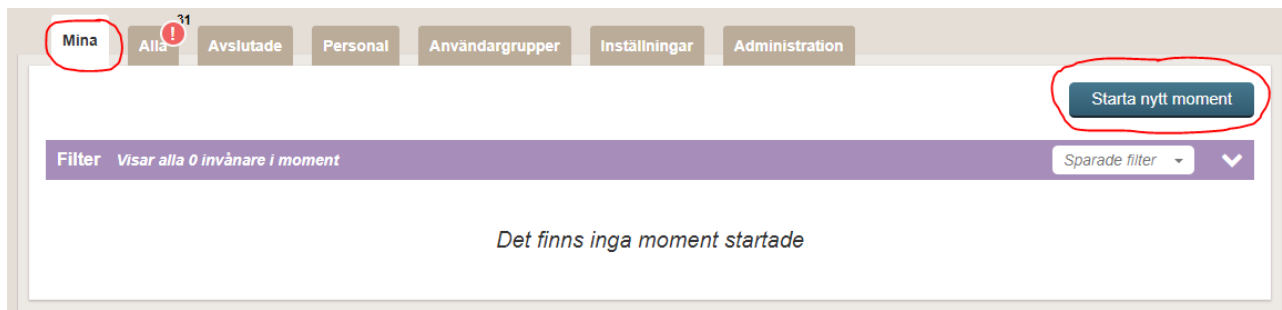 31
Mina Alla ! Avslutade Personal Användargrupper Inställningar Administration
Starta nytt moment
Filter Visar alla 0 invånare i moment Sparade filter
Det finns inga moment startade